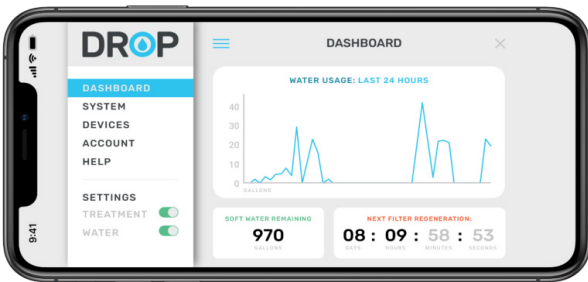 9:41
DROP
DASHBOARD
SYSTEM
DEVICES
ACCOUNT
HELP
SETTINGS
TREATMENT
WATER
DASHBOARD
WATER USAGE: LAST 24 HOURS
40
30
20
10
0
GALLONS
SOFT WATER REMAINING
970
GALLONS
NEXT FILTER REGENERATION:
08 : 09 : 58 : 53
DAYS HOURS MINUTES SECONDS